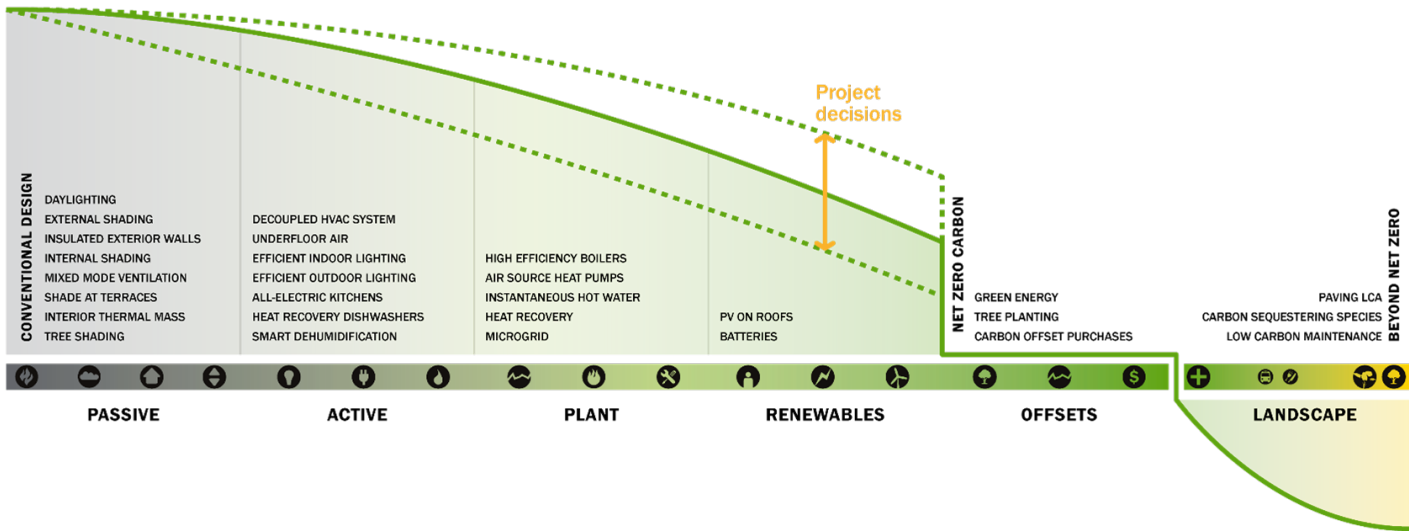 Project
decisions
CONVENTIONAL DESIGN
DAYLIGHTING
EXTERNAL SHADING
INSULATED EXTERIOR WALLS
INTERNAL SHADING
MIXED MODE VENTILATION
SHADE AT TERRACES
INTERIOR THERMAL MASS
TREE SHADING
DECOUPLED HVAC SYSTEM
UNDERFLOOR AIR
EFFICIENT INDOOR LIGHTING
EFFICIENT OUTDOOR LIGHTING
ALL-ELECTRIC KITCHENS
HEAT RECOVERY DISHWASHERS
SMART DEHUMIDIFICATION
HIGH EFFICIENCY BOILERS
AIR SOURCE HEAT PUMPS
INSTANTANEOUS HOT WATER
HEAT RECOVERY
MICROGRID
PV ON ROOFS
BATTERIES
NET ZERO CARBON
GREEN ENERGY
TREE PLANTING
CARBON OFFSET PURCHASES
PAVING LCA
CARBON SEQUESTERING SPECIES
LOW CARBON MAINTENANCE
BEYOND NET ZERO
$
PASSIVE
ACTIVE
PLANT
RENEWABLES
OFFSETS
LANDSCAPE